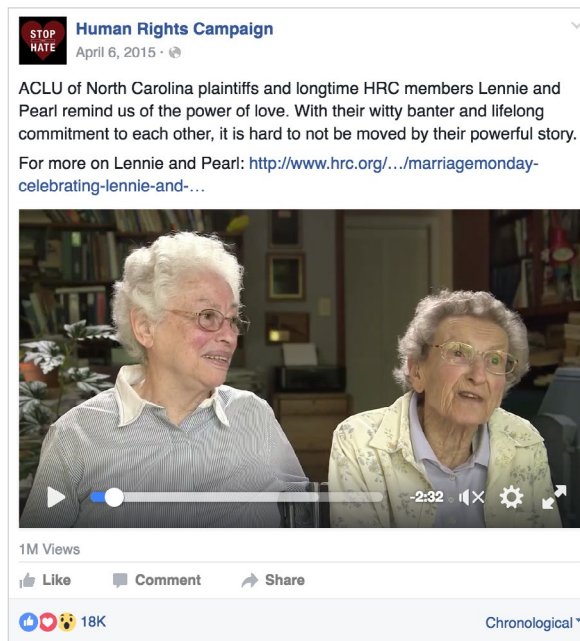 STOP
HATE
Human Rights Campaign
April 6, 2015 ·
ACLU of North Carolina plaintiffs and longtime HRC members Lennie and
Pearl remind us of the power of love. With their witty banter and lifelong
commitment to each other, it is hard to not be moved by their powerful story.
For more on Lennie and Pearl: http://www.hrc.org/.../marriagemonday-
celebrating-lennie-and-...
-2:32
1M Views
Like Comment Share
18K Chronological